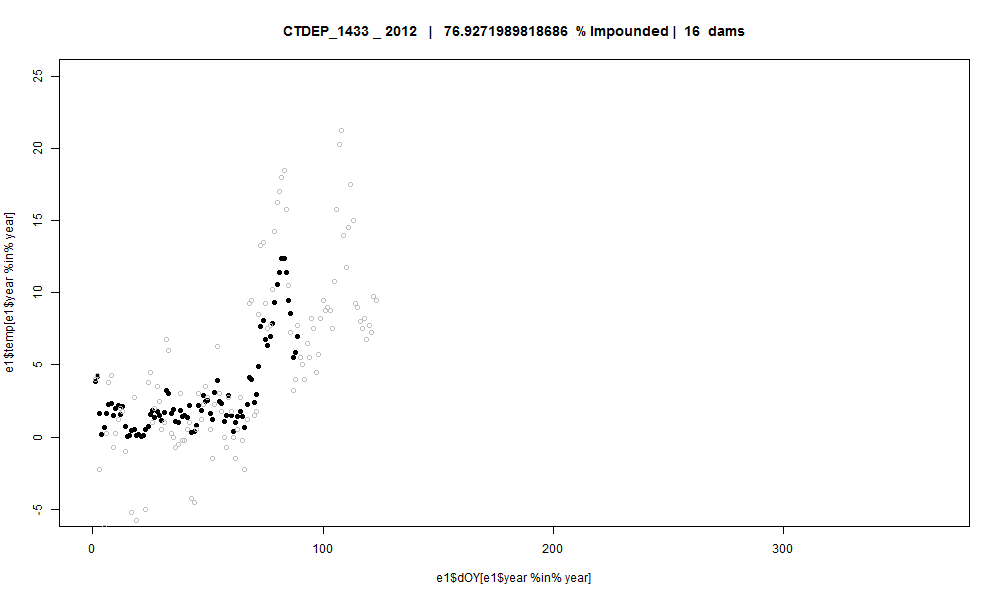 CTDEP_1433 _ 2012 | 76.9271989818686 % Impounded | 16 dams
25
20
15
10
5
0
-5
e1$temp[e1$year %in% year]
0 100 200 300
e1$dOY[e1$year %in% year]